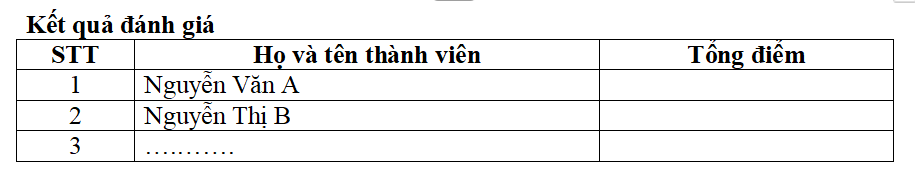 Kết quả đánh giá
STT Họ và tên thành viên Tổng điểm
1 Nguyễn Văn A
2 Nguyễn Thị B
3 ….……